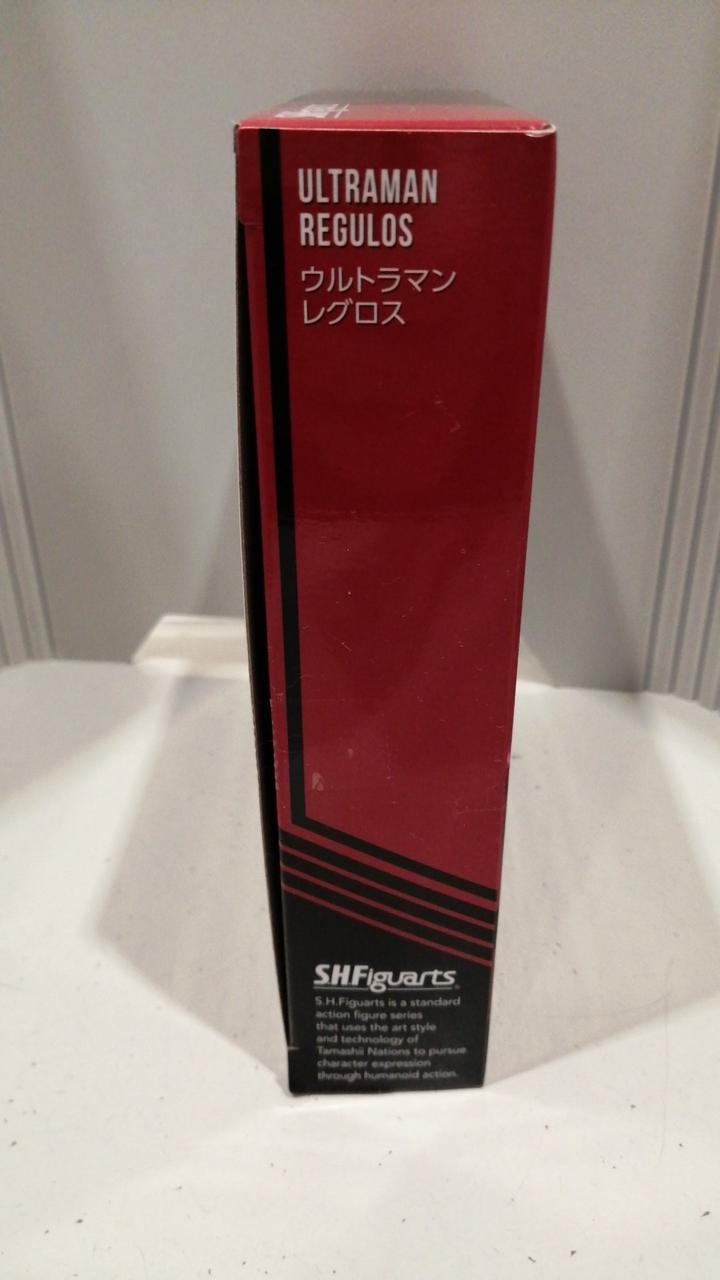 ULTRAMAN
REGULOS
ウルトラマン
レグロス
S.H.Figuarts
S.H.Figuarts is a standard
action figure series
that uses the art style
and technology of
Tamashii Nations to pursue
character expression
through humanoid action.